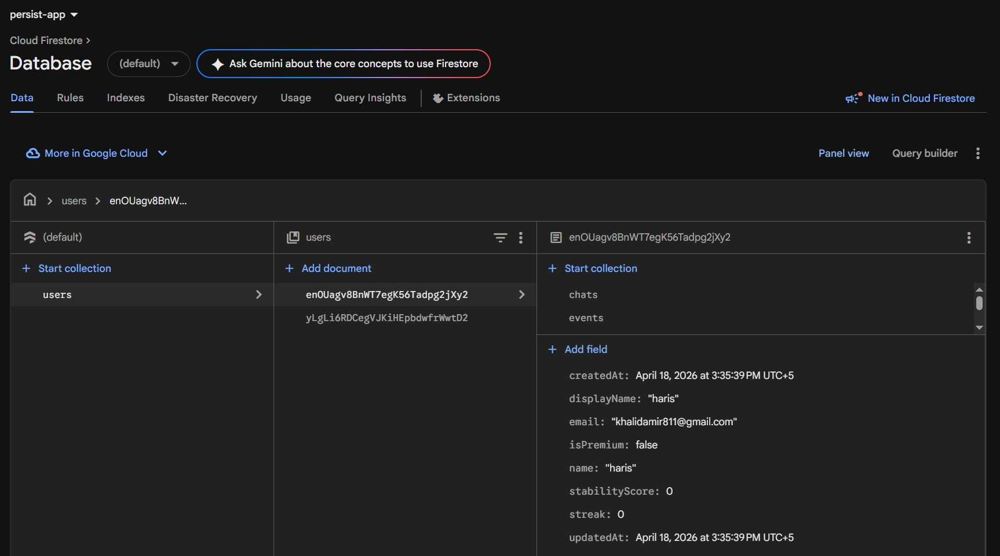 persist-app
Cloud Firestore
Database
(default)
Ask Gemini about the core concepts to use Firestore
Data
Rules
Indexes
Disaster Recovery
Usage
Query Insights
Extensions
New in Cloud Firestore
More in Google Cloud
Panel view
Query builder
users
enOUagv8BnW...
(default)
users
enOUagv8BnWT7egK56Tadpg2jXy2
+ Start collection
+ Add document
+ Start collection
users
enOUagv8BnWT7egK56Tadpg2jXy2
yLgLi6RDCegVJKiHEpbdwfrWwtD2
chats
events
+ Add field
createdAt: April 18, 2026 at 3:35:39 PM UTC+5
displayName: "haris"
email: "khalidamir811@gmail.com"
isPremium: false
name: "haris"
stabilityScore: 0
streak: 0
updatedAt: April 18, 2026 at 3:35:39 PM UTC+5